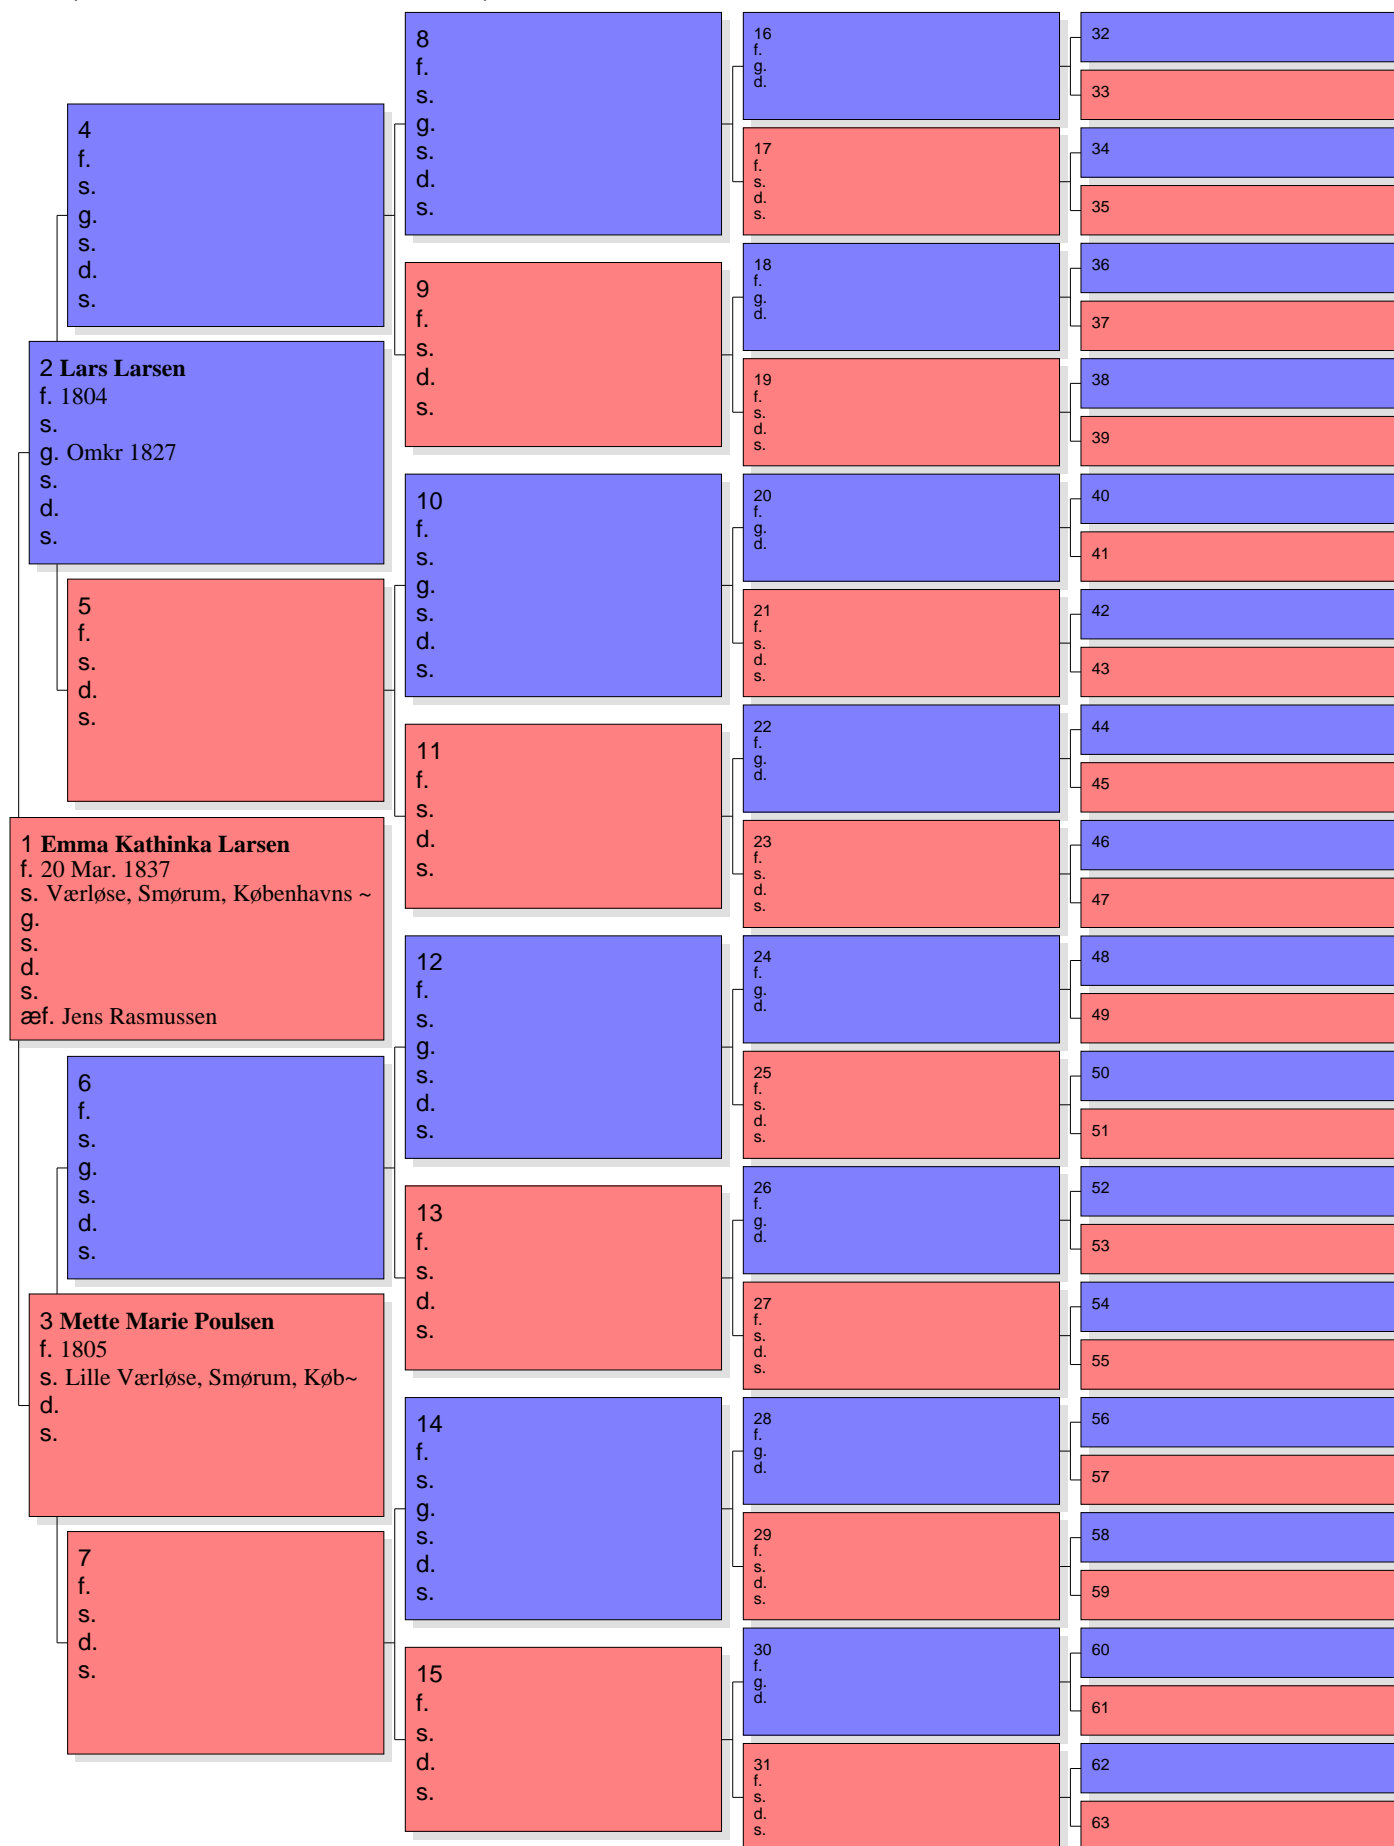 8
f.
s.
g.
s.
d.
s.
4
f.
s.
g.
s.
d.
s.
9
f.
s.
d.
s.
2 Lars Larsen
f. 1804
s.
g. Omkr 1827
s.
d.
s.
10
f.
s.
g.
s.
d.
s.
5
f.
s.
d.
s.
11
f.
s.
d.
s.
1 Emma Kathinka Larsen
f. 20 Mar. 1837
s. Værløse, Smørum, Københavns ~
g.
s.
d.
s.
æf. Jens Rasmussen
12
f.
s.
g.
s.
d.
s.
6
f.
s.
g.
s.
d.
s.
13
f.
s.
d.
s.
3 Mette Marie Poulsen
f. 1805
s. Lille Værløse, Smørum, Køb~
d.
s.
14
f.
s.
g.
s.
d.
s.
7
f.
s.
d.
s.
15
f.
s.
d.
s.
16
f.
g.
d.
17
f.
s.
d.
s.
18
f.
g.
d.
19
f.
s.
d.
s.
20
f.
g.
d.
21
f.
s.
d.
s.
22
f.
g.
d.
23
f.
s.
d.
s.
24
f.
g.
d.
25
f.
s.
d.
s.
26
f.
g.
d.
27
f.
s.
d.
s.
28
f.
g.
d.
29
f.
s.
d.
s.
30
f.
g.
d.
31
f.
s.
d.
s.
32
33
34
35
36
37
38
39
40
41
42
43
44
45
46
47
48
49
50
51
52
53
54
55
56
57
58
59
60
61
62
63